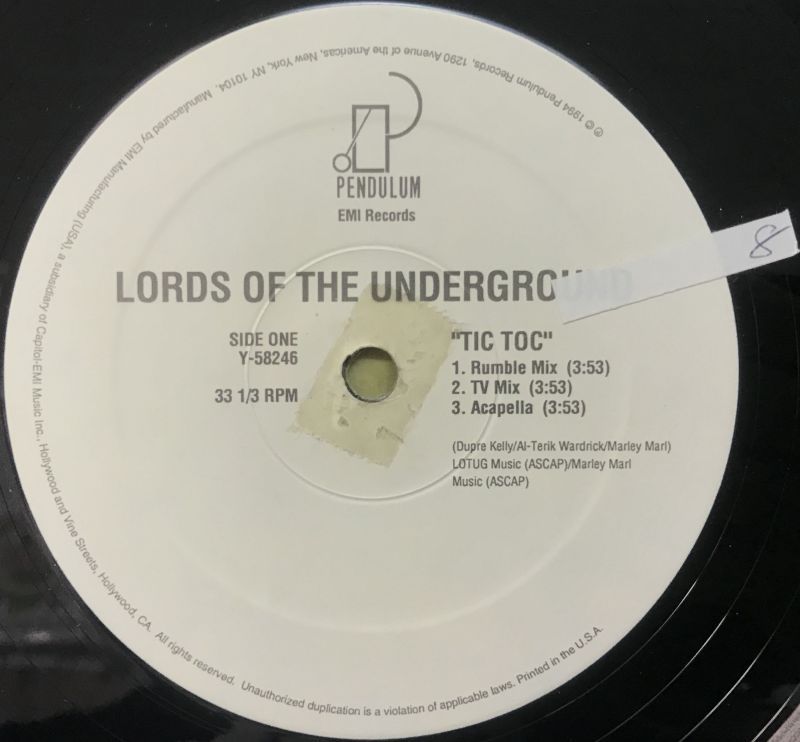 ℗ © 1994 Pendulum Records, 1290 Avenue of the Americas, New York, NY 10104. Manufactured by EMI Manufacturing (USA), a subsidiary of Capitol-EMI Music Inc., Hollywood and Vine Streets, Hollywood, CA. All rights reserved. Unauthorized duplication is a violation of applicable laws. Printed in the U.S.A.
PENDULUM
EMI Records
8
LORDS OF THE UNDERGROUND
SIDE ONE
Y-58246
33 1/3 RPM
"TIC TOC"
1. Rumble Mix (3:53)
2. TV Mix (3:53)
3. Acapella (3:53)
(Dupre Kelly/Al-Terik Wardrick/Marley Marl)
LOTUG Music (ASCAP)/Marley Marl
Music (ASCAP)